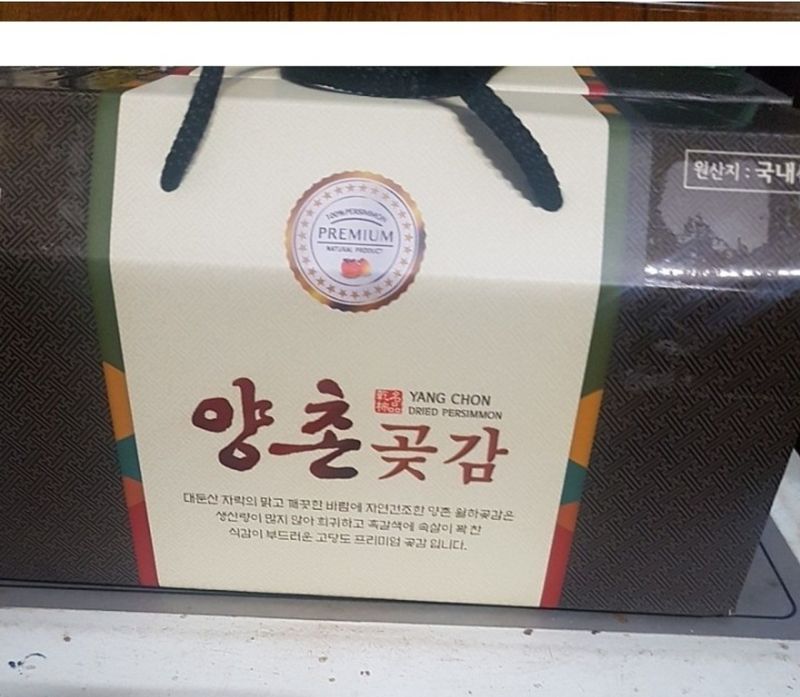 원산지 : 국내
100% PERSIMMON
PREMIUM
NATURAL PRODUCT
YANG CHON
DRIED PERSIMMON
양촌곶감
대둔산 자락의 맑고 깨끗한 바람에 자연건조한 양촌 월하곶감은
생산량이 많지 않아 희귀하고 흑갈색에 속살이 꽉 찬
식감이 부드러운 고당도 프리미엄 곶감 입니다.